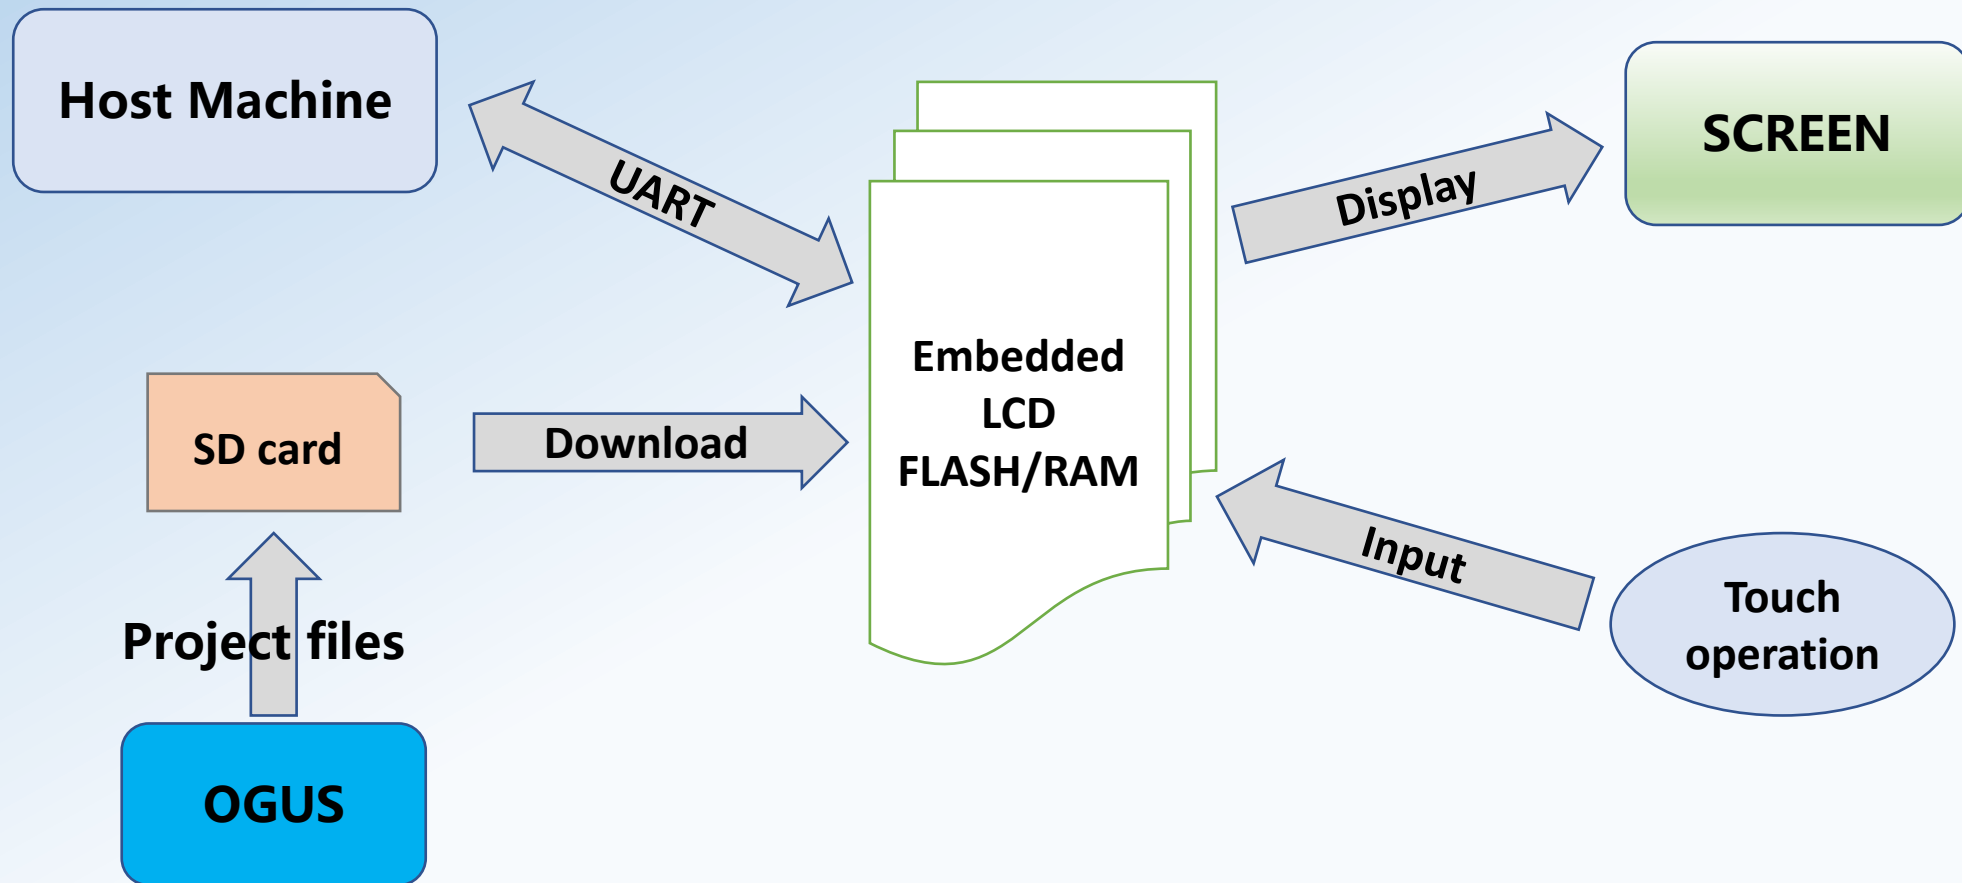 Host Machine
UART
Display
SCREEN
Embedded
LCD
FLASH/RAM
SD card
Download
Input
Touch
operation
Project files
OGUS